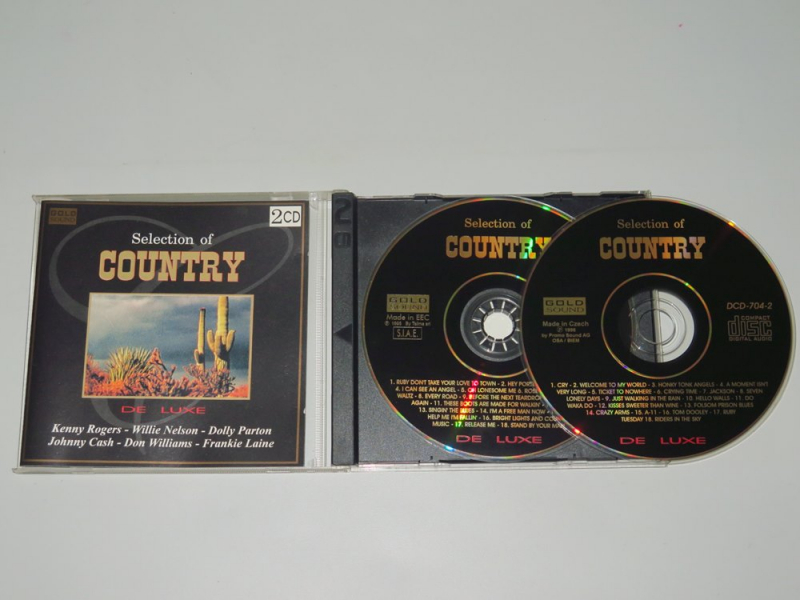 GOLD
SOUND
2CD
Selection of
COUNTRY
DE LUXE
Kenny Rogers - Willie Nelson - Dolly Parton
Johnny Cash - Don Williams - Frankie Laine
2
Selection of
COUNTRY
GOLD
SOUND
Made in EEC
S.I.A.E.
1. RUBY DON'T TAKE YOUR LOVE TO TOWN - 2. HEY
4. I CAN SEE AN ANGEL - 5. OH LONESOME ME - 6.
WALTZ - 8. EVERY ROAD - 9. BEFORE THE NEXT TEARDROP
AGAIN - 11. THESE BOOTS ARE MADE FOR WALKIN' -
13. SINGIN' THE BLUES - 14. I'M A FREE MAN NOW -
HELP ME I'M FALLIN' - 16. BRIGHT LIGHTS AND
MUSIC - 17. RELEASE ME - 18. STAND BY YOUR MAN
DE LUXE
Selection of
COUNTRY
GOLD
SOUND
DCD-704-2
Made in Czech
by Promo Sound AG
COMPACT
disc
DIGITAL AUDIO
1. CRY - 2. WELCOME TO MY WORLD - 3. HONKY TONK ANGELS - 4. A MOMENT ISN'T
VERY LONG - 5. TICKET TO NOWHERE - 6. CRYING TIME - 7. JACKSON - 8. SEVEN
LONELY DAYS - 9. JUST WALKING IN THE RAIN - 10. HELLO WALLS - 11. DO
WAKA DO - 12. KISSES SWEETER THAN WINE - 13. FOLSOM PRISON BLUES
14. CRAZY ARMS - 15. A-11 - 16. TOM DOOLEY - 17. RUBY
TUESDAY 18. RIDERS IN THE SKY
DE LUXE